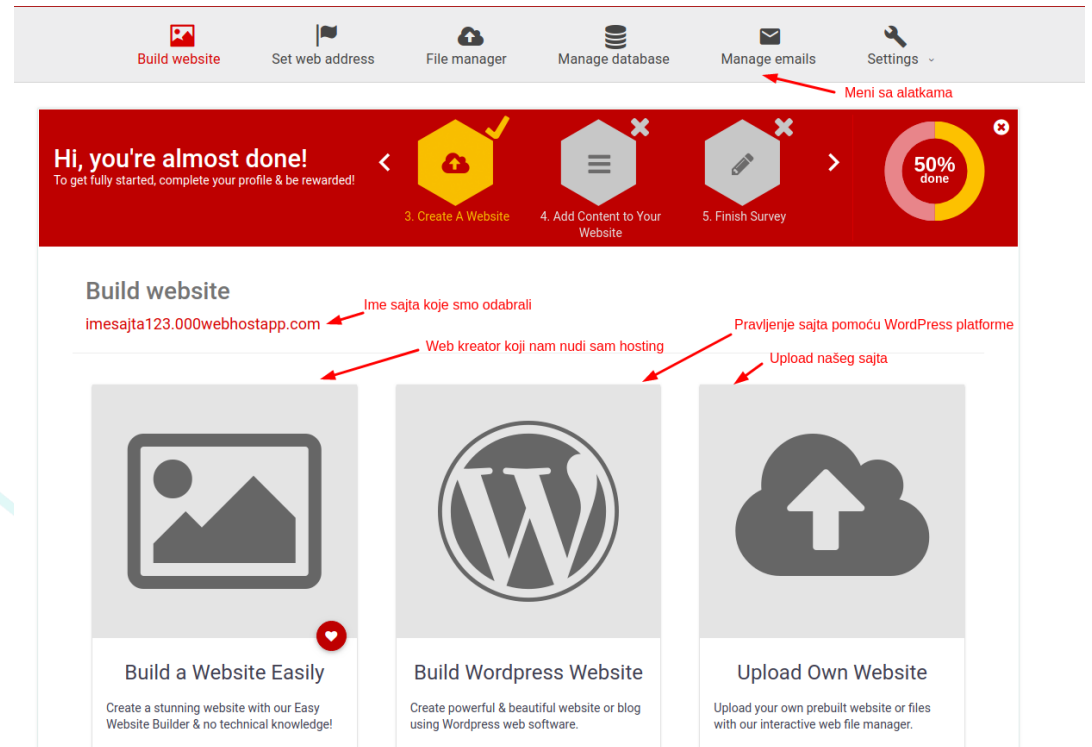 Build website
Set web address
File manager
Manage database
Manage emails
Settings
Meni sa alatkama
Hi, you're almost done!
To get fully started, complete your profile & be rewarded!
3. Create A Website
4. Add Content to Your
Website
5. Finish Survey
50%
done
Build website
imesajta123.000webhostapp.com
Ime sajta koje smo odabrali
Web kreator koji nam nudi sam hosting
Pravljenje sajta pomoću WordPress platforme
Upload našeg sajta
Build a Website Easily
Create a stunning website with our Easy
Website Builder & no technical knowledge!
Build Wordpress Website
Create powerful & beautiful website or blog
using Wordpress web software.
Upload Own Website
Upload your own prebuilt website or files
with our interactive web file manager.